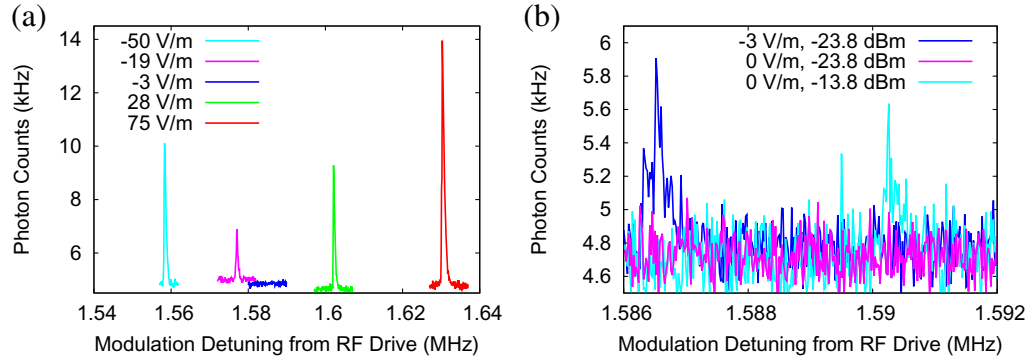 (a)
-50 V/m
-19 V/m
-3 V/m
28 V/m
75 V/m
14
12
10
8
6
Photon Counts (kHz)
1.54 1.56 1.58 1.6 1.62 1.64
Modulation Detuning from RF Drive (MHz)
(b)
-3 V/m, -23.8 dBm
0 V/m, -23.8 dBm
0 V/m, -13.8 dBm
6
5.8
5.6
5.4
5.2
5
4.8
4.6
Photon Counts (kHz)
1.586 1.588 1.59 1.592
Modulation Detuning from RF Drive (MHz)